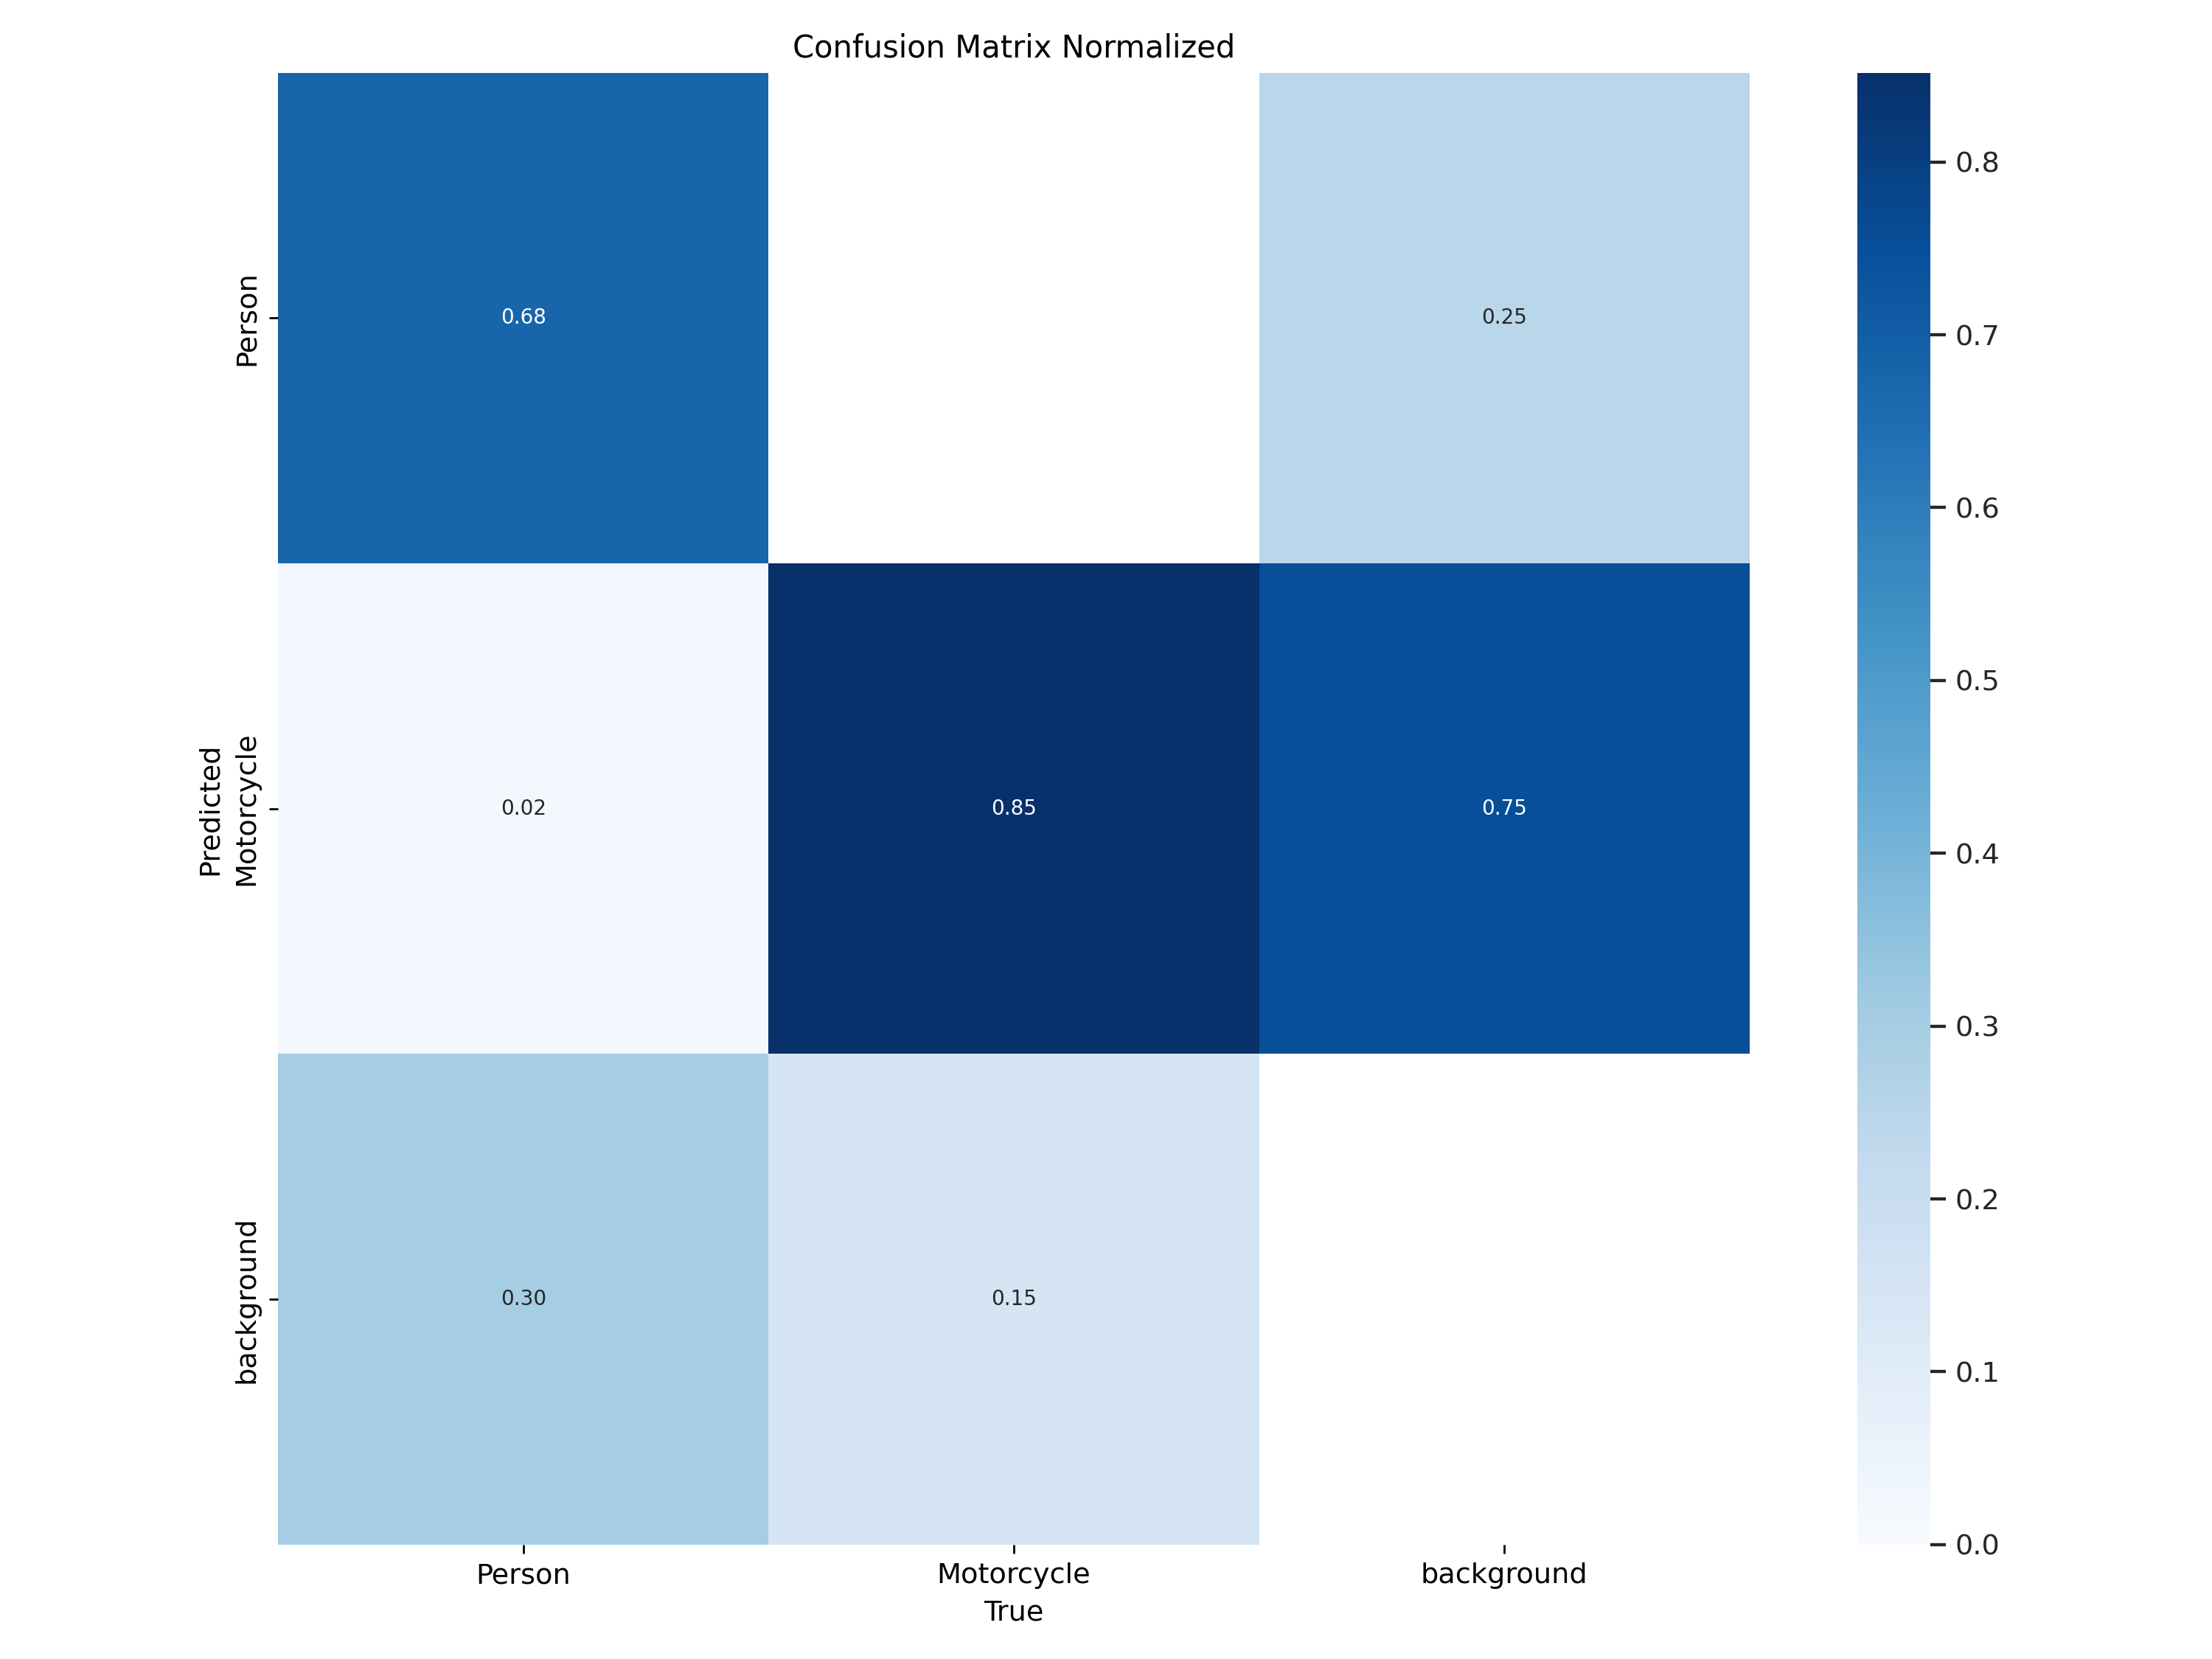 Confusion Matrix Normalized
Person
0.68
0.25
0.8
0.7
0.6
Predicted
Motorcycle
0.02
0.85
0.75
0.5
0.4
0.3
background
0.30
0.15
0.2
0.1
0.0
Person
Motorcycle
background
True